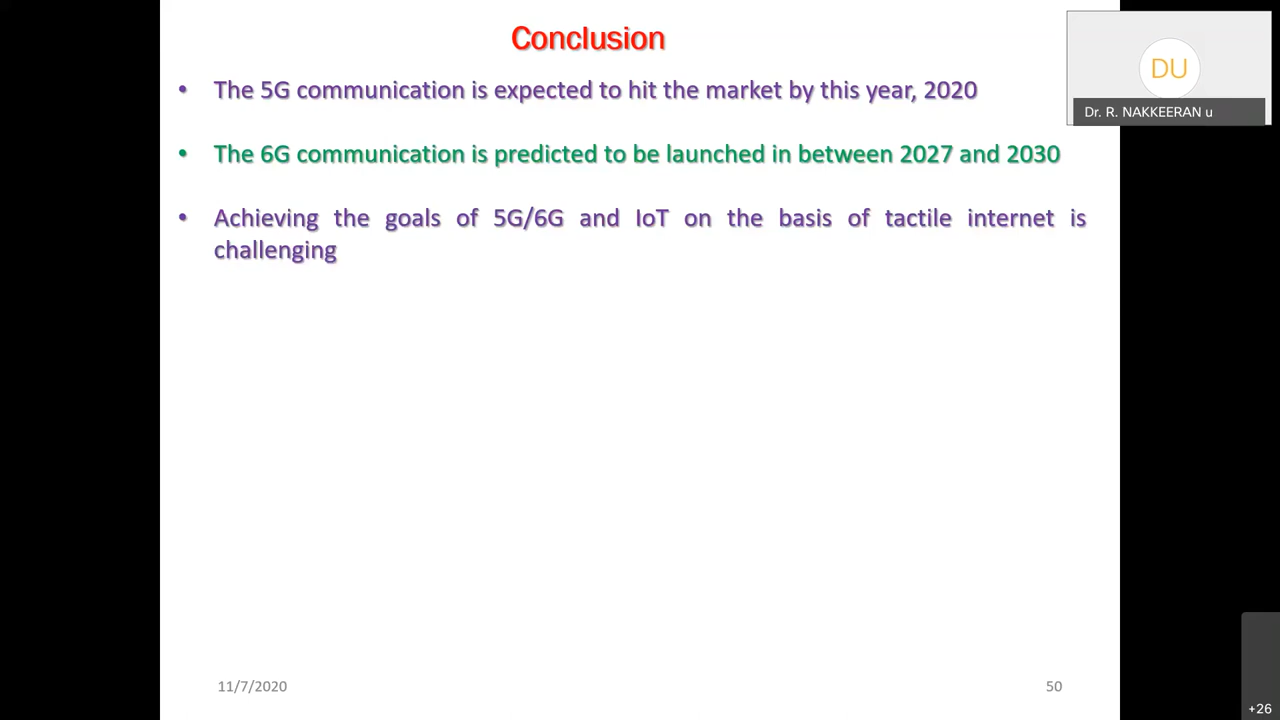 Conclusion
• The 5G communication is expected to hit the market by this year, 2020
• The 6G communication is predicted to be launched in between 2027 and 2030
• Achieving the goals of 5G/6G and IoT on the basis of tactile internet is
challenging
DU
Dr. R. NAKKEERAN u
11/7/2020
50
+26